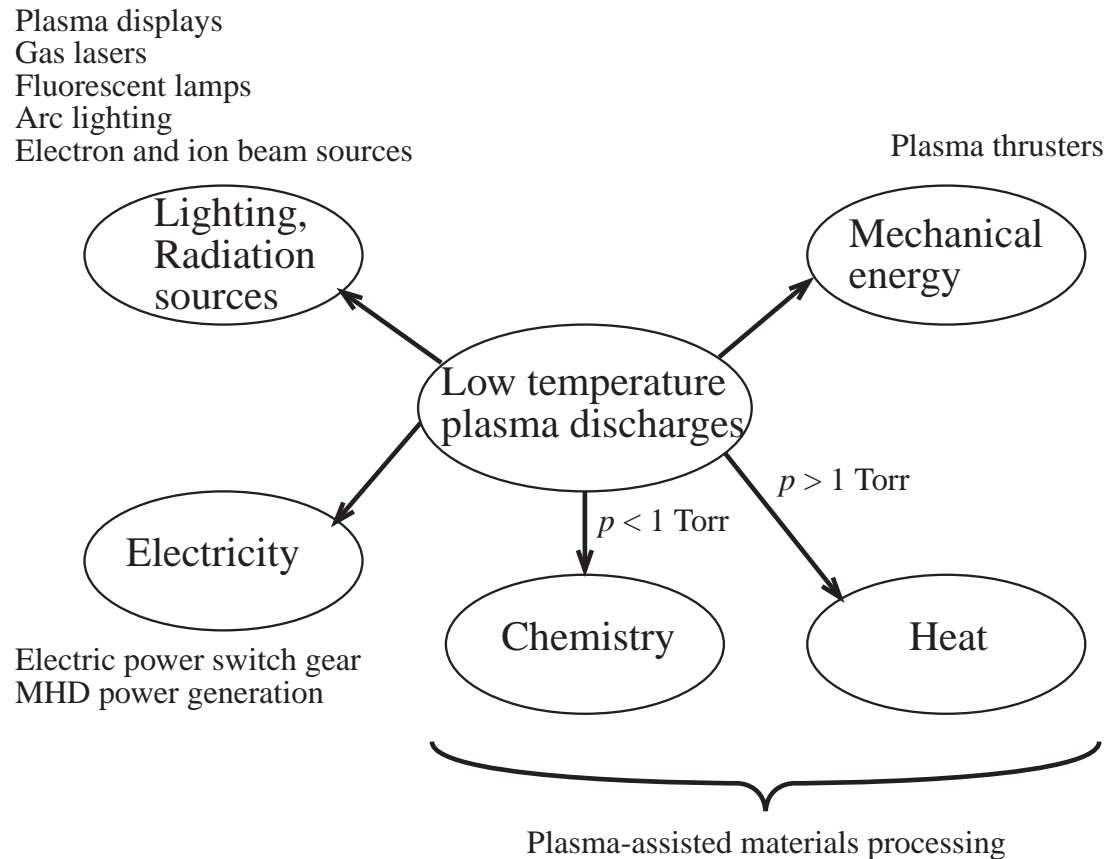 Plasma displays
Gas lasers
Fluorescent lamps
Arc lighting
Electron and ion beam sources
Plasma thrusters
Lighting,
Radiation
sources
Mechanical
energy
Low temperature
plasma discharges
p > 1 Torr
p < 1 Torr
Electricity
Chemistry
Heat
Electric power switch gear
MHD power generation
Plasma-assisted materials processing